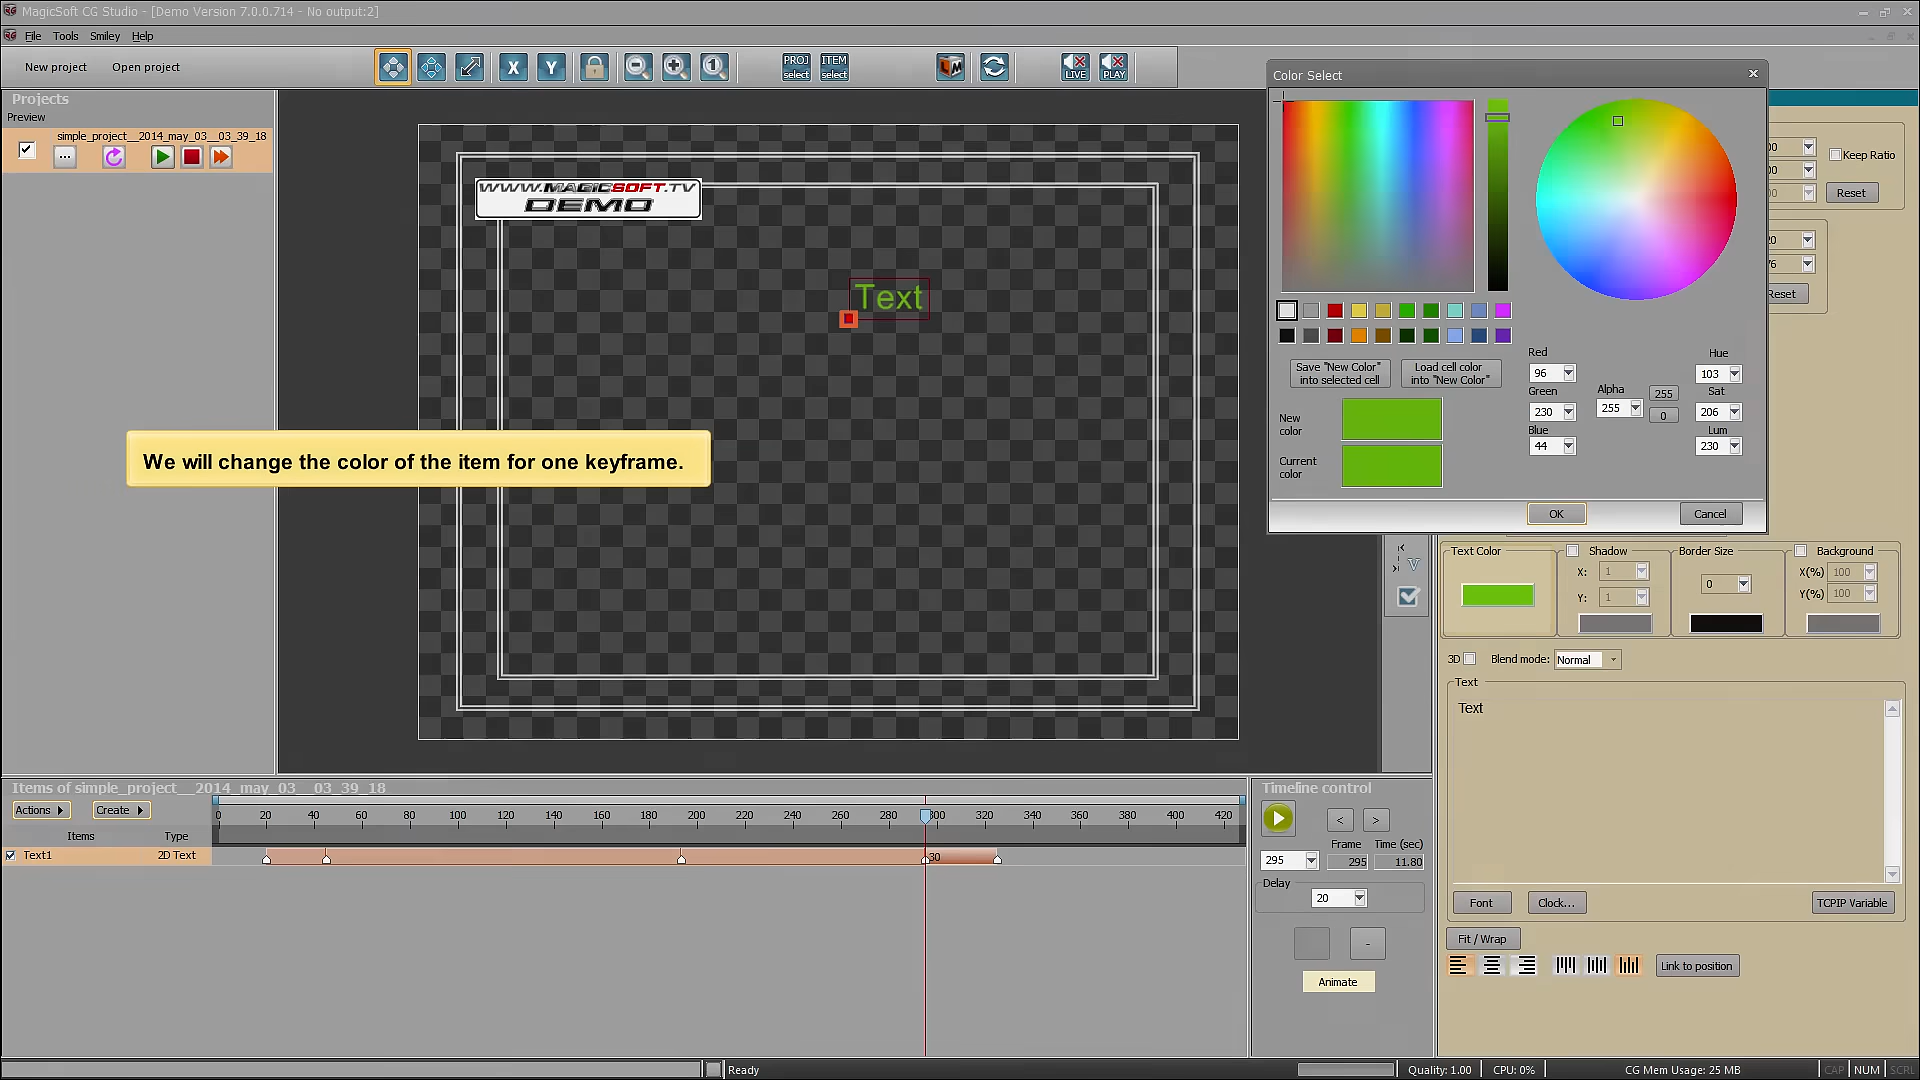 MagicSoft CG Studio - [Demo Version 7.0.0.714 - No output:2]
File Tools Smiley Help
New project Open project
X Y
PROJ select
ITEM select
LIVE
PLAY
Projects
Preview
simple_project__2014_may_03__03_39_18
...
WWW.MAGICSOFT.TV
DEMO
Text
We will change the color of the item for one keyframe.
Color Select
Save "New Color" into selected cell
Load cell color into "New Color"
New color
Current color
Red
96
Green
230
Blue
44
Alpha
255
255
0
Hue
103
Sat
206
Lum
230
OK Cancel
Keep Ratio
Reset
Reset
Text Color
Shadow
X: 1
Y: 1
Border Size
0
Background
X(%) 100
Y(%) 100
3D Blend mode: Normal
Text
Text
Font Clock... TCPIP Variable
Fit / Wrap
Link to position
Items of simple_project__2014_may_03__03_39_18
Actions Create
0 20 40 60 80 100 120 140 160 180 200 220 240 260 280 300 320 340 360 380 400 420
Items Type
Text1 2D Text
30
Timeline control
< >
Frame Time (sec)
295 295 11.80
Delay
20
-
Animate
Ready
Quality: 1.00 CPU: 0% CG Mem Usage: 25 MB CAP NUM SCRL